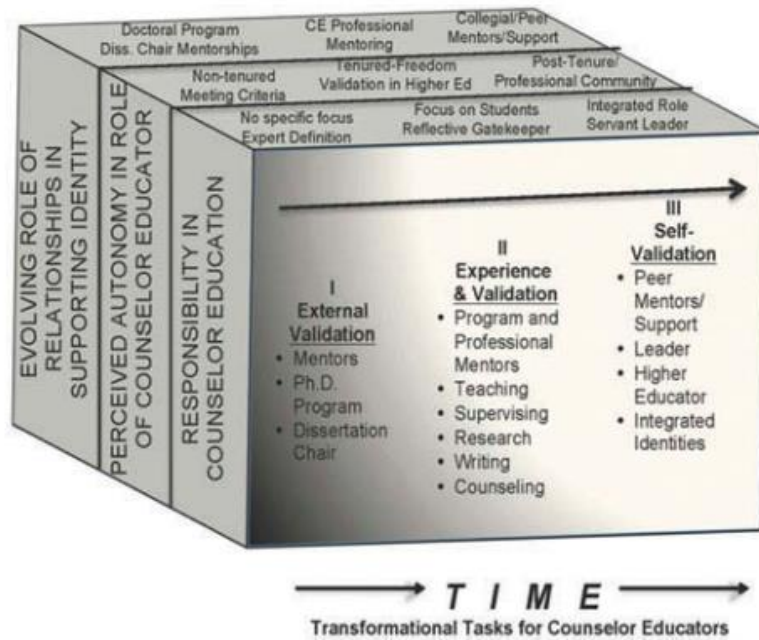 Doctoral Program
Diss. Chair Mentorships
CE Professional
Mentoring
Collegial/Peer
Mentors/Support
Non-tenured
Meeting Criteria
Tenured-Freedom
Validation in Higher Ed
Post-Tenure/
Professional Community
No specific focus
Expert Definition
Focus on Students
Reflective Gatekeeper
Integrated Role
Servant Leader
EVOLVING ROLE OF
RELATIONSHIPS IN
SUPPORTING IDENTITY
PERCEIVED AUTONOMY IN ROLE
OF COUNSELOR EDUCATOR
RESPONSIBILITY IN
COUNSELOR EDUCATION
I
External
Validation
• Mentors
• Ph.D.
Program
• Dissertation
Chair
II
Experience
& Validation
• Program and
Professional
Mentors
• Teaching
• Supervising
• Research
• Writing
• Counseling
III
Self-
Validation
• Peer
Mentors/
Support
• Leader
• Higher
Educator
• Integrated
Identities
T I M E
Transformational Tasks for Counselor Educators